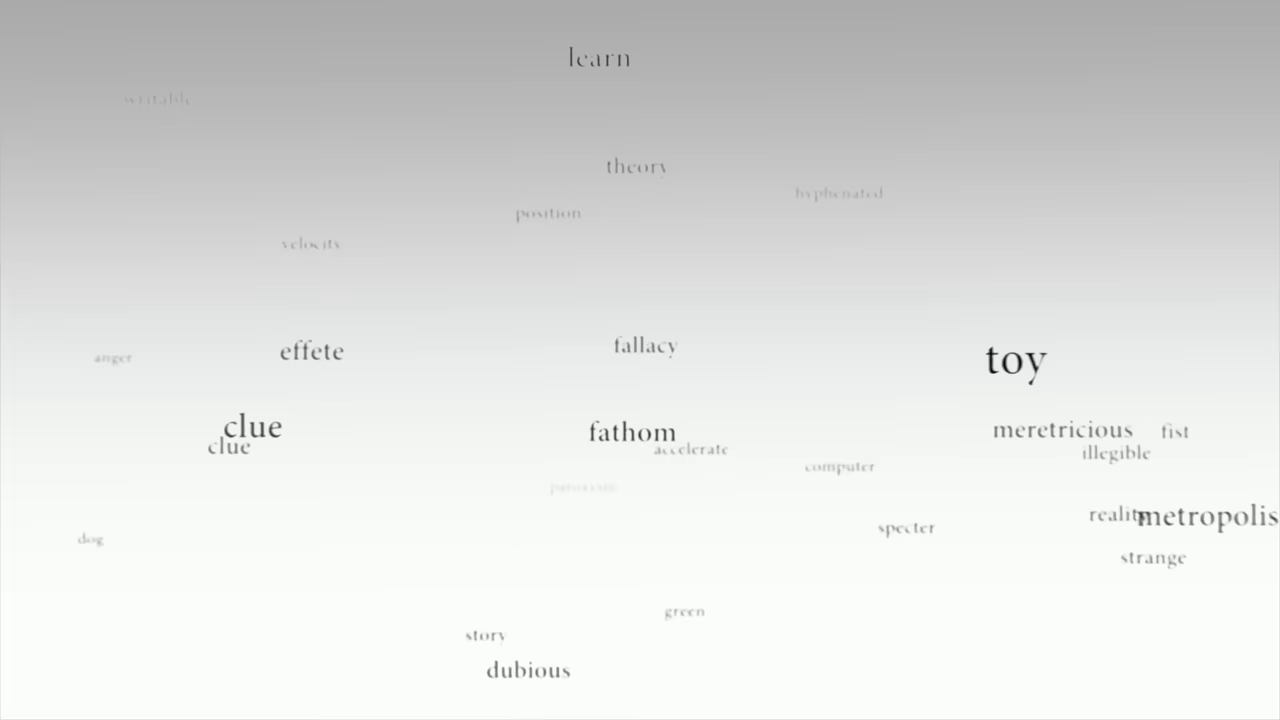 learn
writable
theory
hyphenated
position
velocity
fallacy
effete
anger
toy
clue
fathom
meretricious
fist
clue
accelerate
illegible
computer
reality
metropolis
specter
dog
strange
green
story
dubious